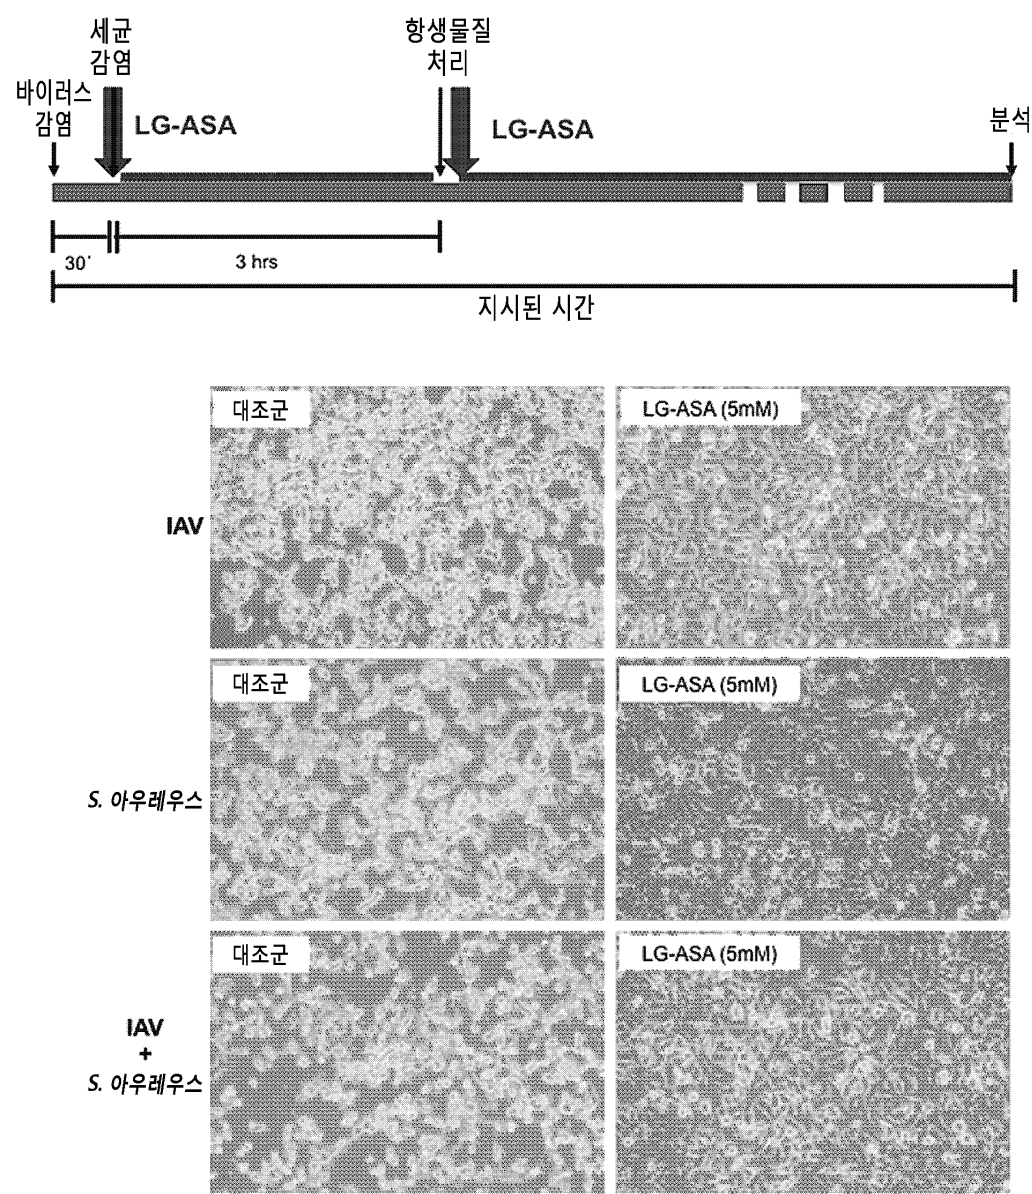 세균
감염
항생물질
처리
바이러스
감염
LG-ASA
LG-ASA
분석
30'
3 hrs
지시된 시간
대조군
LG-ASA (5mM)
IAV
대조군
LG-ASA (5mM)
S. 아우레우스
대조군
LG-ASA (5mM)
IAV
+
S. 아우레우스